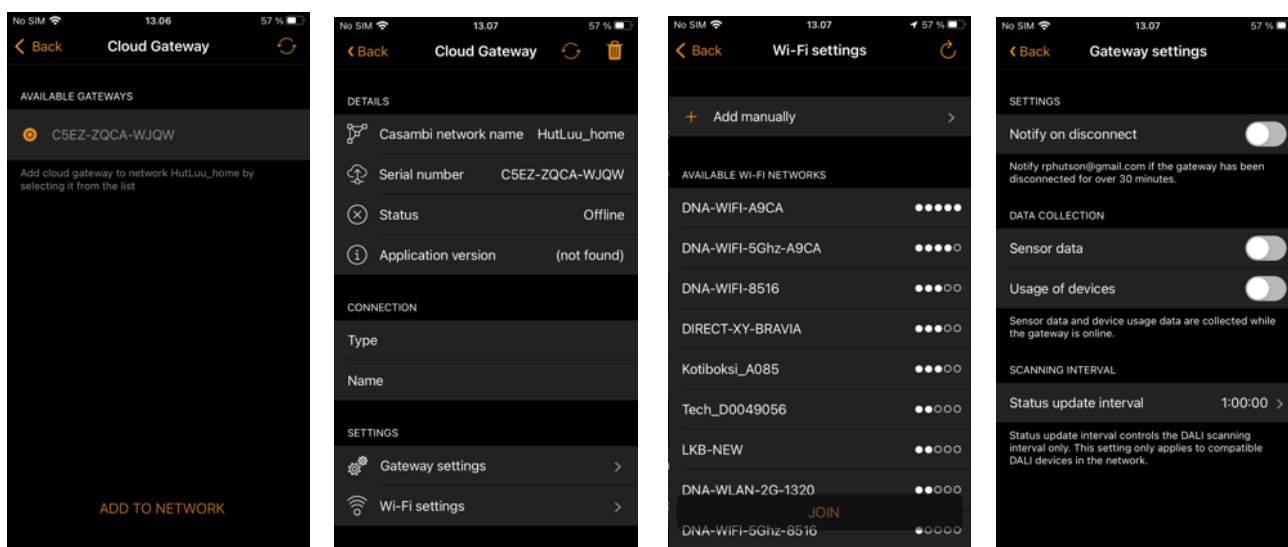 No SIM 13.06 57 %
Back Cloud Gateway
AVAILABLE GATEWAYS
C5EZ-ZQCA-WJQW
Add cloud gateway to network HutLuu_home by
selecting it from the list
ADD TO NETWORK
No SIM 13.07 57 %
Back Cloud Gateway
DETAILS
Casambi network name HutLuu_home
Serial number C5EZ-ZQCA-WJQW
Status Offline
Application version (not found)
CONNECTION
Type
Name
SETTINGS
Gateway settings
Wi-Fi settings
No SIM 13.07 57 %
Back Wi-Fi settings
+ Add manually
AVAILABLE WI-FI NETWORKS
DNA-WIFI-A9CA
DNA-WIFI-5Ghz-A9CA
DNA-WIFI-8516
DIRECT-XY-BRAVIA
Kotiboksi_A085
Tech_D0049056
LKB-NEW
DNA-WLAN-2G-1320
JOIN
DNA-WIFI-5Ghz-8516
No SIM 13.07 57 %
Back Gateway settings
SETTINGS
Notify on disconnect
Notify rphutson@gmail.com if the gateway has been
disconnected for over 30 minutes.
DATA COLLECTION
Sensor data
Usage of devices
Sensor data and device usage data are collected while
the gateway is online.
SCANNING INTERVAL
Status update interval 1:00:00
Status update interval controls the DALI scanning
interval only. This setting only applies to compatible
DALI devices in the network.